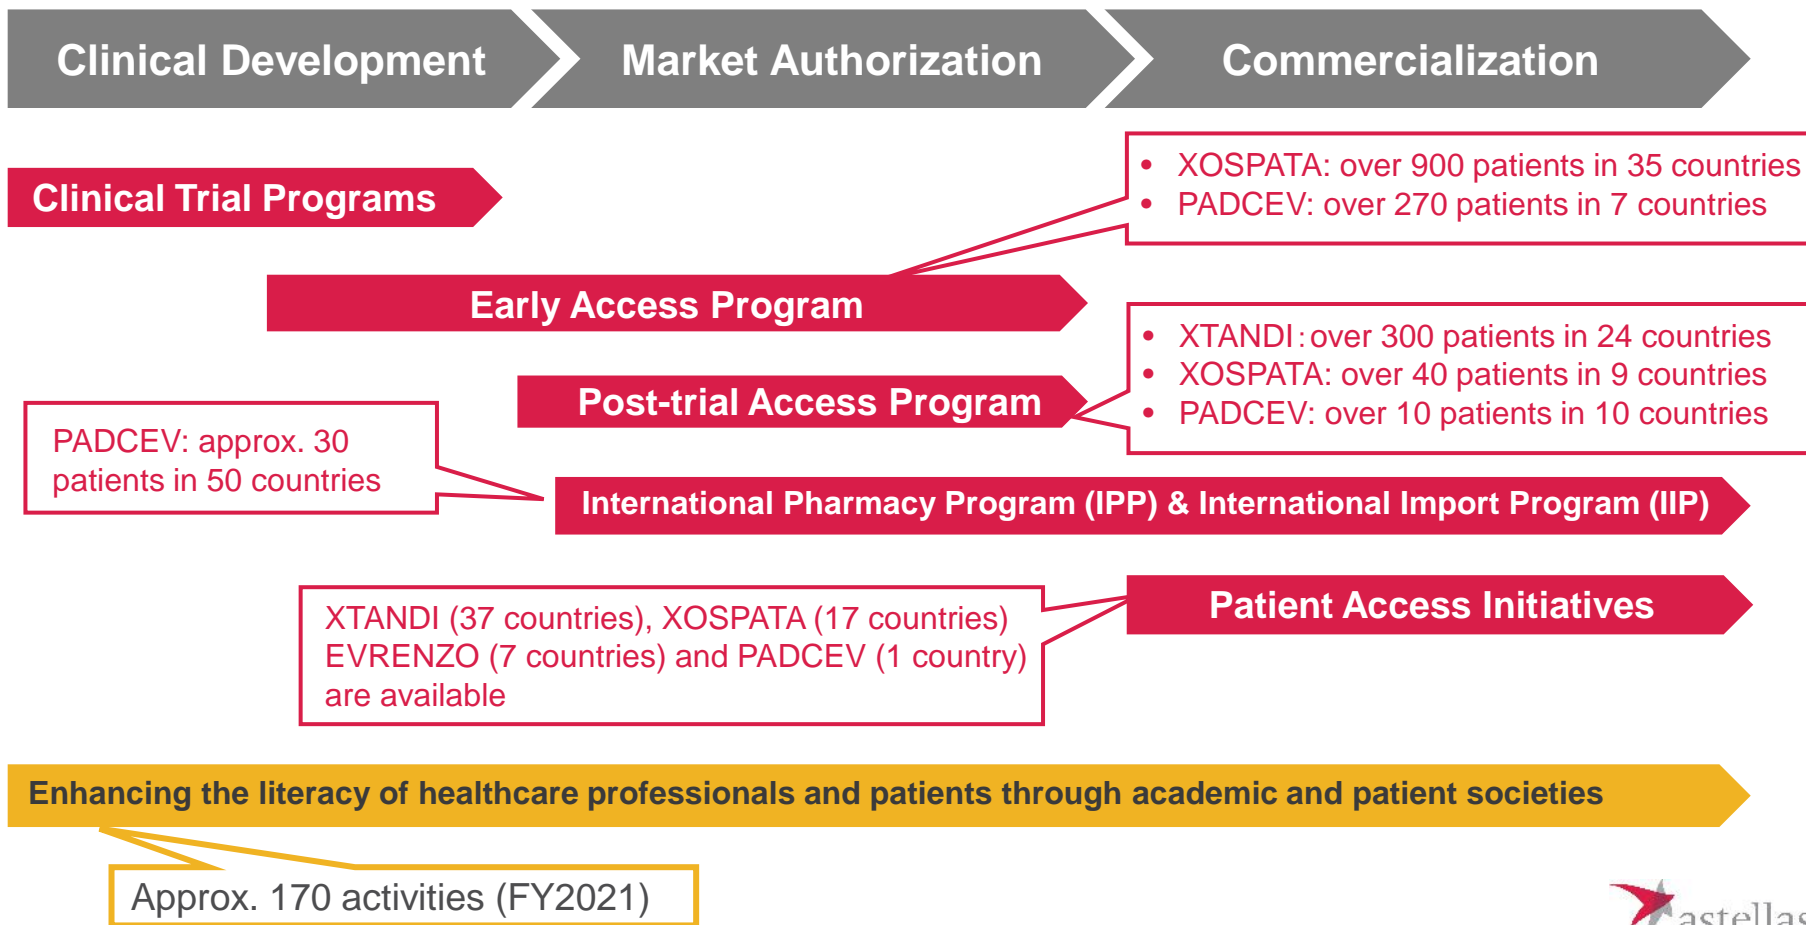 Clinical Development
Market Authorization
Commercialization
Clinical Trial Programs
• XOSPATA: over 900 patients in 35 countries
• PADCEV: over 270 patients in 7 countries
Early Access Program
• XTANDI: over 300 patients in 24 countries
• XOSPATA: over 40 patients in 9 countries
• PADCEV: over 10 patients in 10 countries
Post-trial Access Program
PADCEV: approx. 30
patients in 50 countries
International Pharmacy Program (IPP) & International Import Program (IIP)
Patient Access Initiatives
XTANDI (37 countries), XOSPATA (17 countries)
EVRENZO (7 countries) and PADCEV (1 country)
are available
Enhancing the literacy of healthcare professionals and patients through academic and patient societies
Approx. 170 activities (FY2021)
astellas